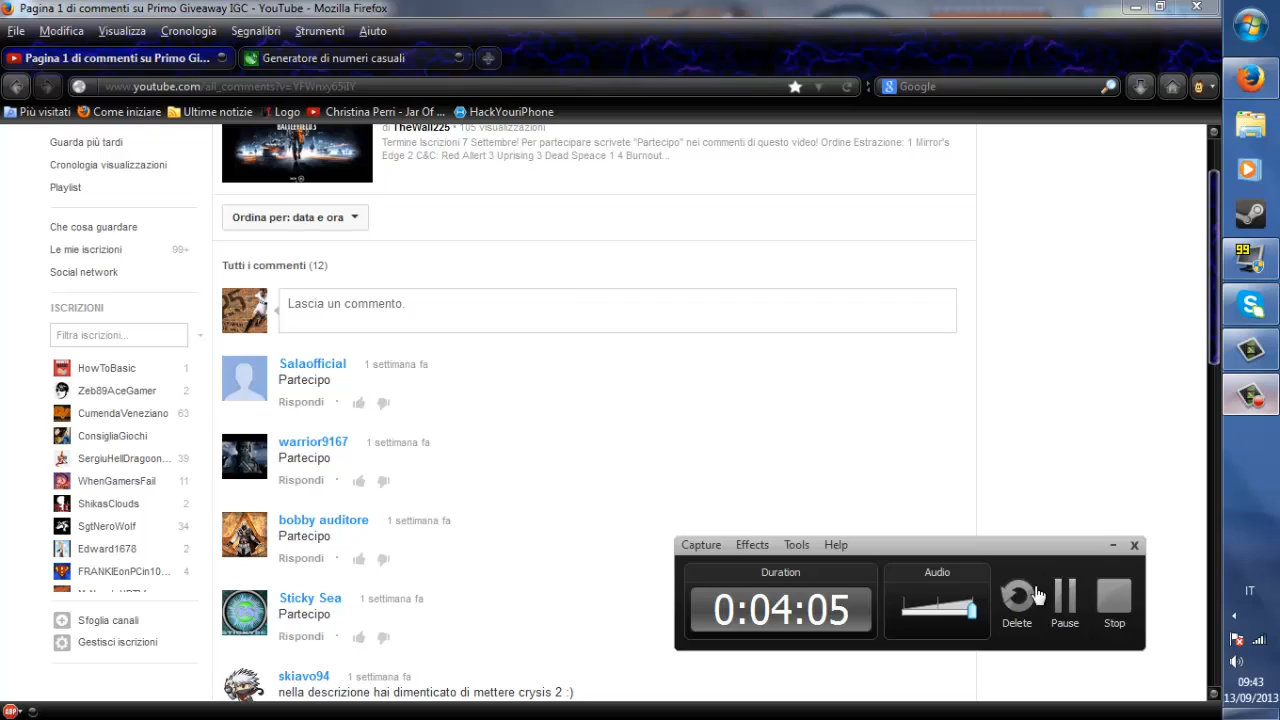 Pagina 1 di commenti su Primo Giveaway IGC - YouTube - Mozilla Firefox
File Modifica Visualizza Cronologia Segnalibri Strumenti Aiuto
Pagina 1 di commenti su Primo Gi... Generatore di numeri casuali
Google
Più visitati Come iniziare Ultime notizie Logo Christina Perri - Jar Of ... HackYouriPhone
BATTLEFIELD 3
di TheWall225 • 105 visualizzazioni
Termine Iscrizioni 7 Settembre! Per partecipare scrivete "Partecipo" nei commenti di questo video! Ordine Estrazione: 1 Mirror's
Edge 2 C&C: Red Allert 3 Uprising 3 Dead Speace 1 4 Burnout...
Guarda più tardi
Cronologia visualizzazioni
Playlist
Che cosa guardare
Le mie iscrizioni 99+
Social network
ISCRIZIONI
Filtra iscrizioni...
HowToBasic 1
Zeb89AceGamer 2
CumendaVeneziano 63
ConsigliaGiochi
SergiuHellDragoon... 39
WhenGamersFail 11
ShikasClouds 2
SgtNeroWolf 34
Edward1678 2
FRANKIEonPCin10... 4
Sfoglia canali
Gestisci iscrizioni
Ordina per: data e ora
Tutti i commenti (12)
Lascia un commento.
Salaofficial 1 settimana fa
Partecipo
Rispondi
warrior9167 1 settimana fa
Partecipo
Rispondi
bobby auditore 1 settimana fa
Partecipo
Rispondi
Sticky Sea 1 settimana fa
Partecipo
Rispondi
skiavo94 1 settimana fa
nella descrizione hai dimenticato di mettere crysis 2 :)
Capture Effects Tools Help
Duration
0:04:05
Audio
Delete Pause Stop
99
IT
09:43
13/09/2013
ABP